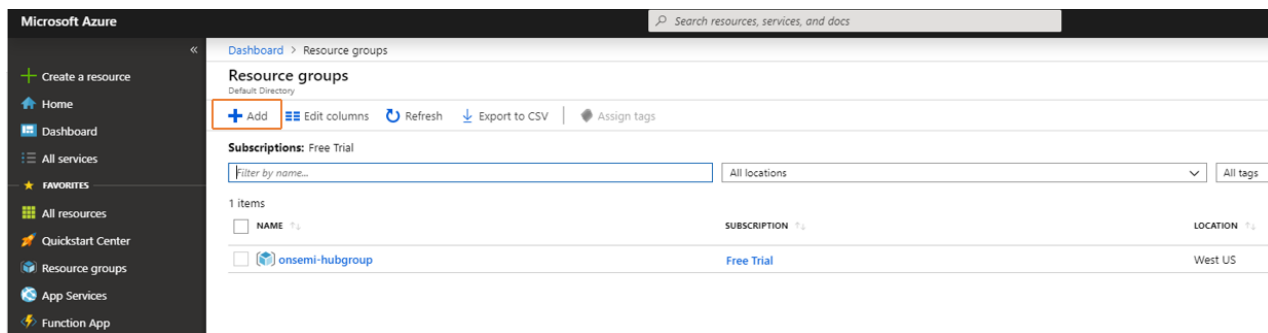 Microsoft Azure
Search resources, services, and docs
«
Create a resource
Home
Dashboard
All services
FAVORITES
All resources
Quickstart Center
Resource groups
App Services
Function App
Dashboard > Resource groups
Resource groups
Default Directory
Add Edit columns Refresh Export to CSV Assign tags
Subscriptions: Free Trial
Filter by name... All locations All tags
1 items
NAME SUBSCRIPTION LOCATION
onsemi-hubgroup Free Trial West US